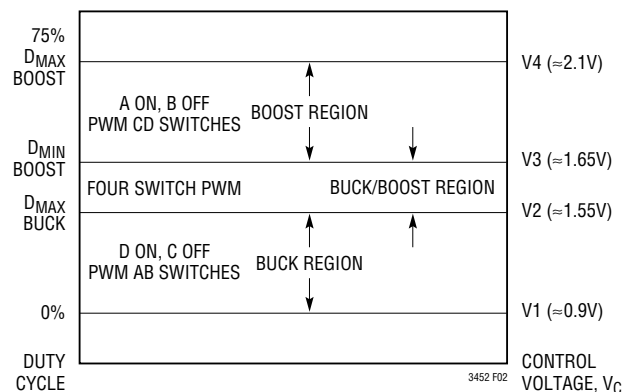 75%
DMAX
BOOST
V4 (≈2.1V)
A ON, B OFF
PWM CD SWITCHES
BOOST REGION
DMIN
BOOST
V3 (≈1.65V)
FOUR SWITCH PWM
BUCK/BOOST REGION
DMAX
BUCK
V2 (≈1.55V)
D ON, C OFF
PWM AB SWITCHES
BUCK REGION
0%
V1 (≈0.9V)
DUTY
CYCLE
3452 F02
CONTROL
VOLTAGE, VC